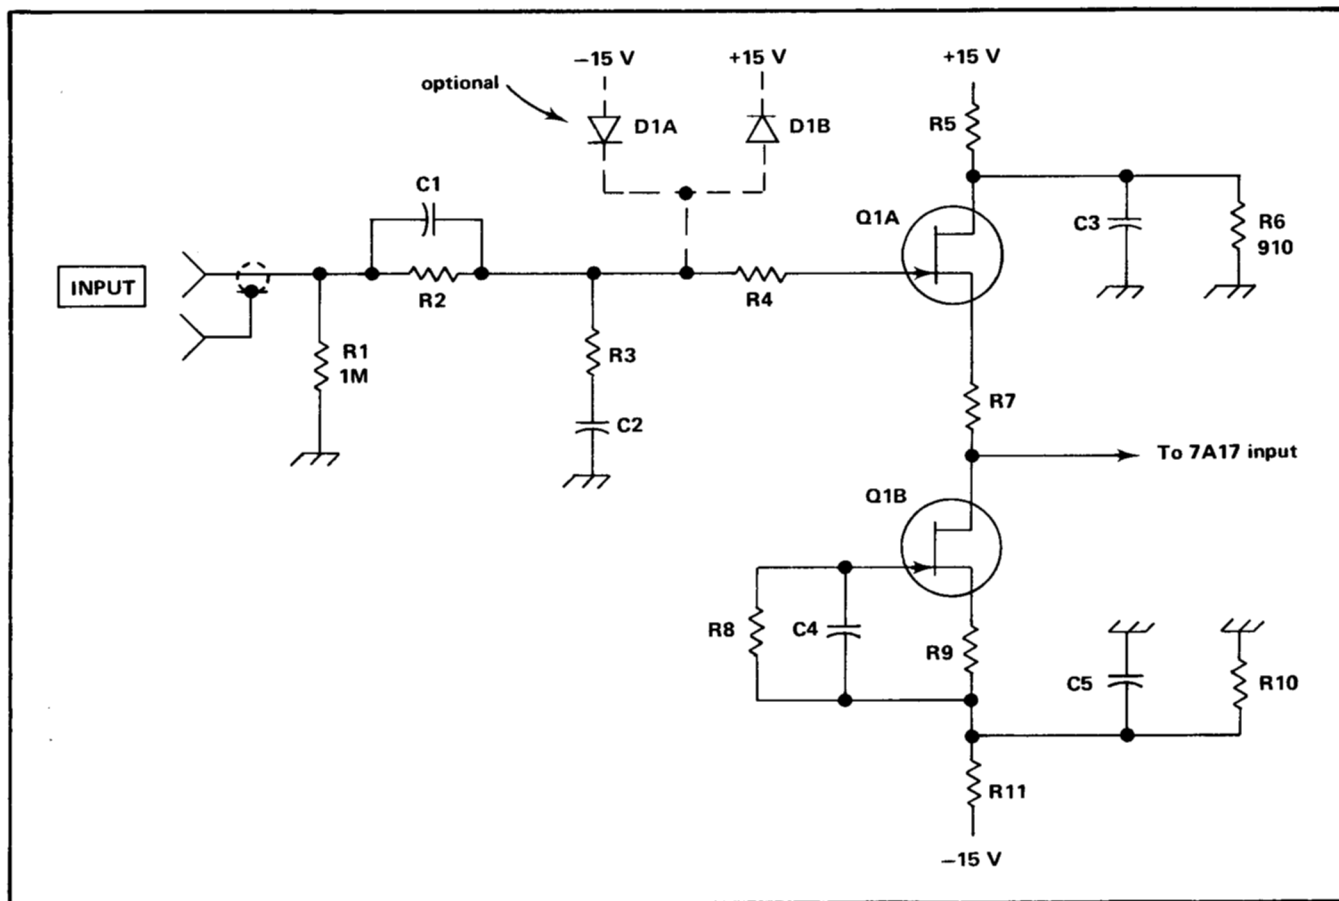 −15 V
+15 V
+15 V
optional
D1A
D1B
R5
C1
Q1A
C3
R6
910
INPUT
R2
R4
R1
1M
R3
C2
R7
To 7A17 input
Q1B
R8
C4
R9
C5
R10
R11
−15 V